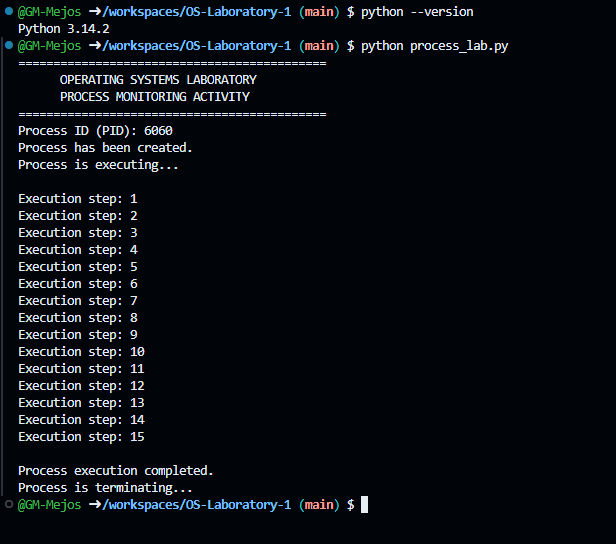 @GM-Mejos ➜/workspaces/OS-Laboratory-1 (main) $ python --version
Python 3.14.2
@GM-Mejos ➜/workspaces/OS-Laboratory-1 (main) $ python process_lab.py
============================================
OPERATING SYSTEMS LABORATORY
PROCESS MONITORING ACTIVITY
============================================
Process ID (PID): 6060
Process has been created.
Process is executing...
Execution step: 1
Execution step: 2
Execution step: 3
Execution step: 4
Execution step: 5
Execution step: 6
Execution step: 7
Execution step: 8
Execution step: 9
Execution step: 10
Execution step: 11
Execution step: 12
Execution step: 13
Execution step: 14
Execution step: 15
Process execution completed.
Process is terminating...
@GM-Mejos ➜/workspaces/OS-Laboratory-1 (main) $